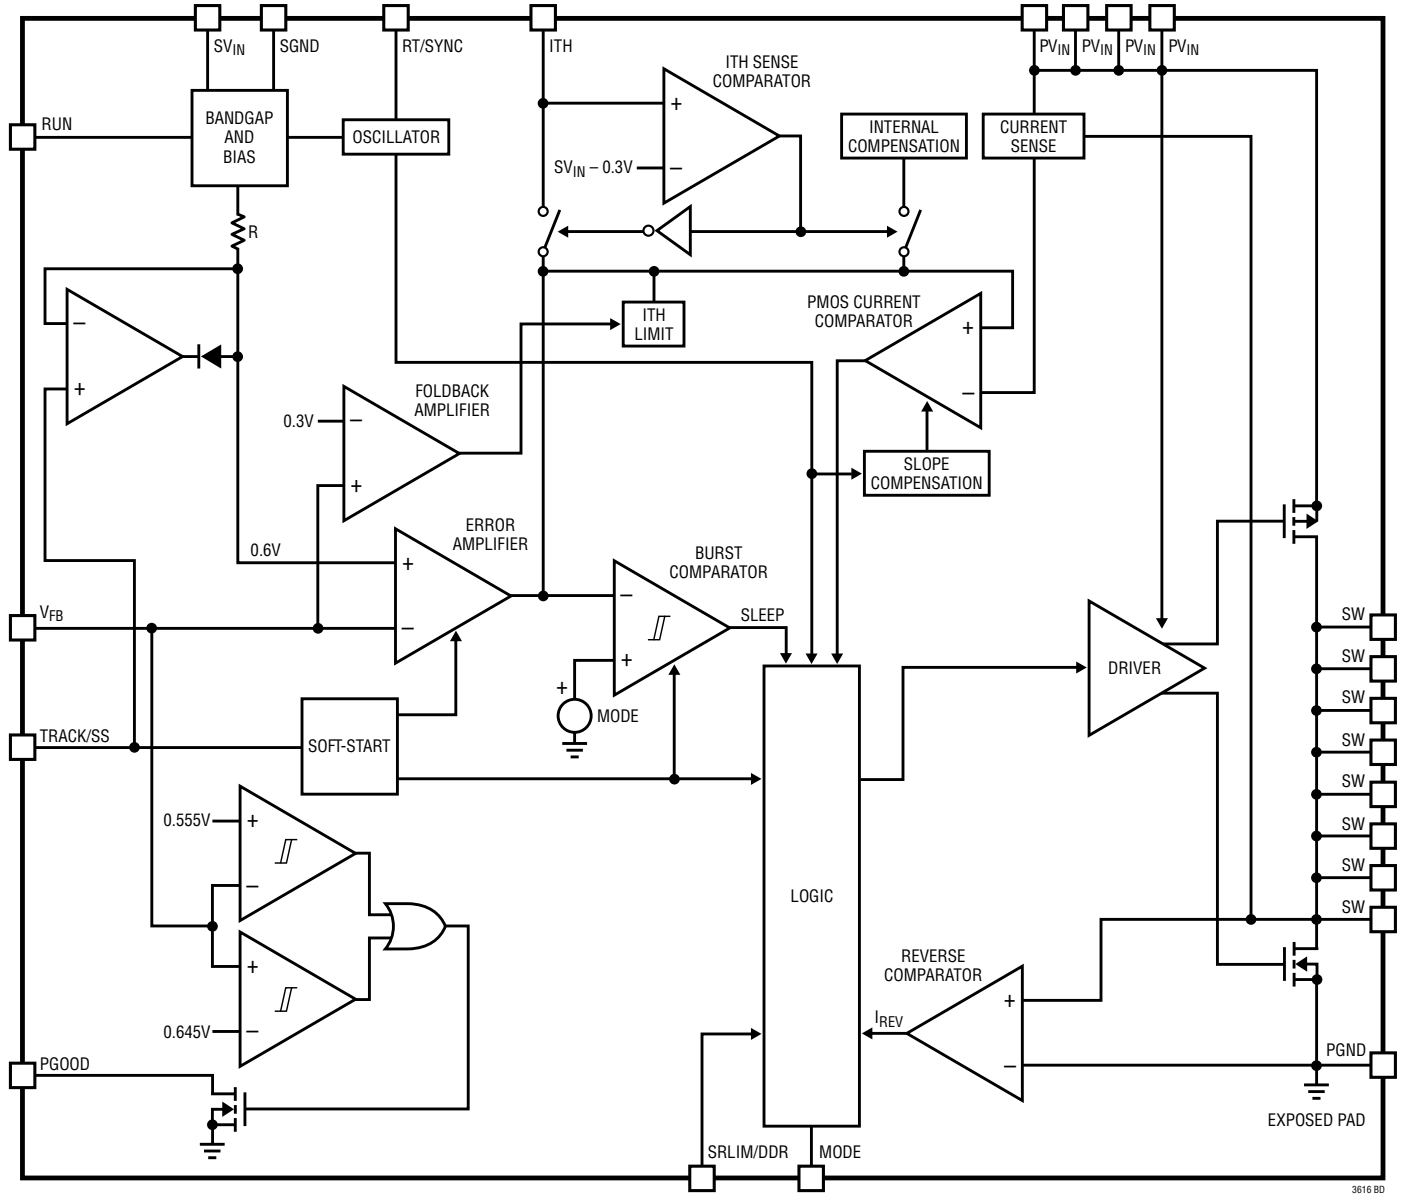 SVIN
SGND
RT/SYNC
ITH
PVIN
PVIN
PVIN
PVIN
ITH SENSE
COMPARATOR
RUN
BANDGAP
AND
BIAS
OSCILLATOR
+
SVIN – 0.3V
–
INTERNAL
COMPENSATION
CURRENT
SENSE
R
–
+
ITH
LIMIT
PMOS CURRENT
COMPARATOR
+
–
FOLDBACK
AMPLIFIER
0.3V
–
+
SLOPE
COMPENSATION
0.6V
ERROR
AMPLIFIER
+
–
BURST
COMPARATOR
–
+
SLEEP
+
MODE
VFB
TRACK/SS
SOFT-START
DRIVER
SW
SW
SW
SW
SW
SW
SW
SW
0.555V
+
–
+
0.645V
–
LOGIC
REVERSE
COMPARATOR
+
–
IREV
PGOOD
PGND
EXPOSED PAD
SRLIM/DDR
MODE
3616 BD